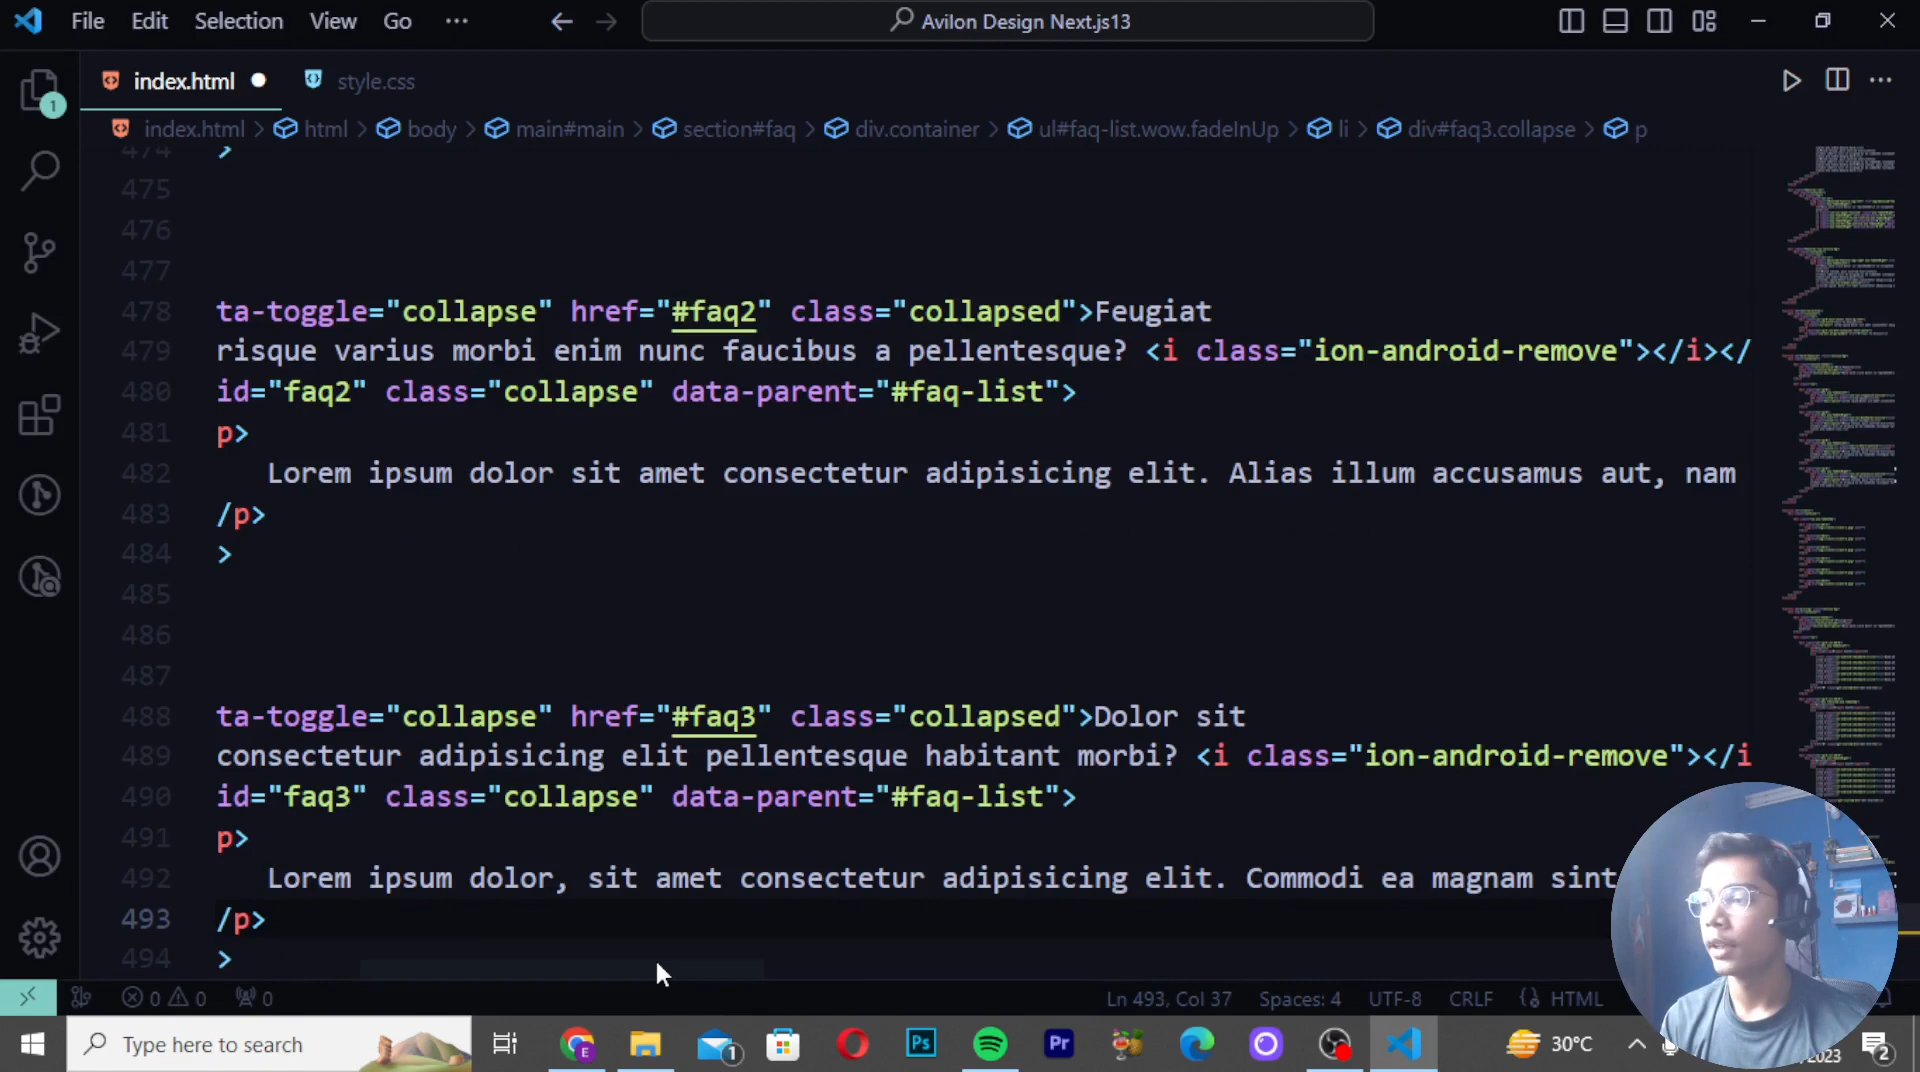 File Edit Selection View Go ···
Avilon Design Next.js13
index.html style.css
1
index.html > html > body > main#main > section#faq > div.container > ul#faq-list.wow.fadeInUp > li > div#faq3.collapse > p
474 >
475
476
477
478 ta-toggle="collapse" href="#faq2" class="collapsed">Feugiat
479 risque varius morbi enim nunc faucibus a pellentesque? <i class="ion-android-remove"></i></
480 id="faq2" class="collapse" data-parent="#faq-list">
481 p>
482 Lorem ipsum dolor sit amet consectetur adipisicing elit. Alias illum accusamus aut, nam
483 /p>
484 >
485
486
487
488 ta-toggle="collapse" href="#faq3" class="collapsed">Dolor sit
489 consectetur adipisicing elit pellentesque habitant morbi? <i class="ion-android-remove"></i
490 id="faq3" class="collapse" data-parent="#faq-list">
491 p>
492 Lorem ipsum dolor, sit amet consectetur adipisicing elit. Commodi ea magnam sint
493 /p>
494 >
0 0 0 Ln 493, Col 37 Spaces: 4 UTF-8 CRLF HTML
Type here to search E 1 Ps Pr 30°C 2
2023